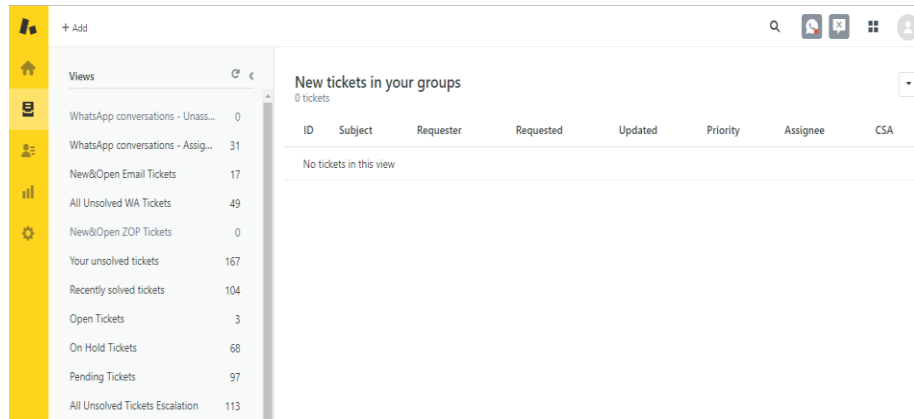 + Add
Views
WhatsApp conversations - Unass... 0
WhatsApp conversations - Assig... 31
New&Open Email Tickets 17
All Unsolved WA Tickets 49
New&Open ZOP Tickets 0
Your unsolved tickets 167
Recently solved tickets 104
Open Tickets 3
On Hold Tickets 68
Pending Tickets 97
All Unsolved Tickets Escalation 113
New tickets in your groups
0 tickets
ID Subject Requester Requested Updated Priority Assignee CSA
No tickets in this view